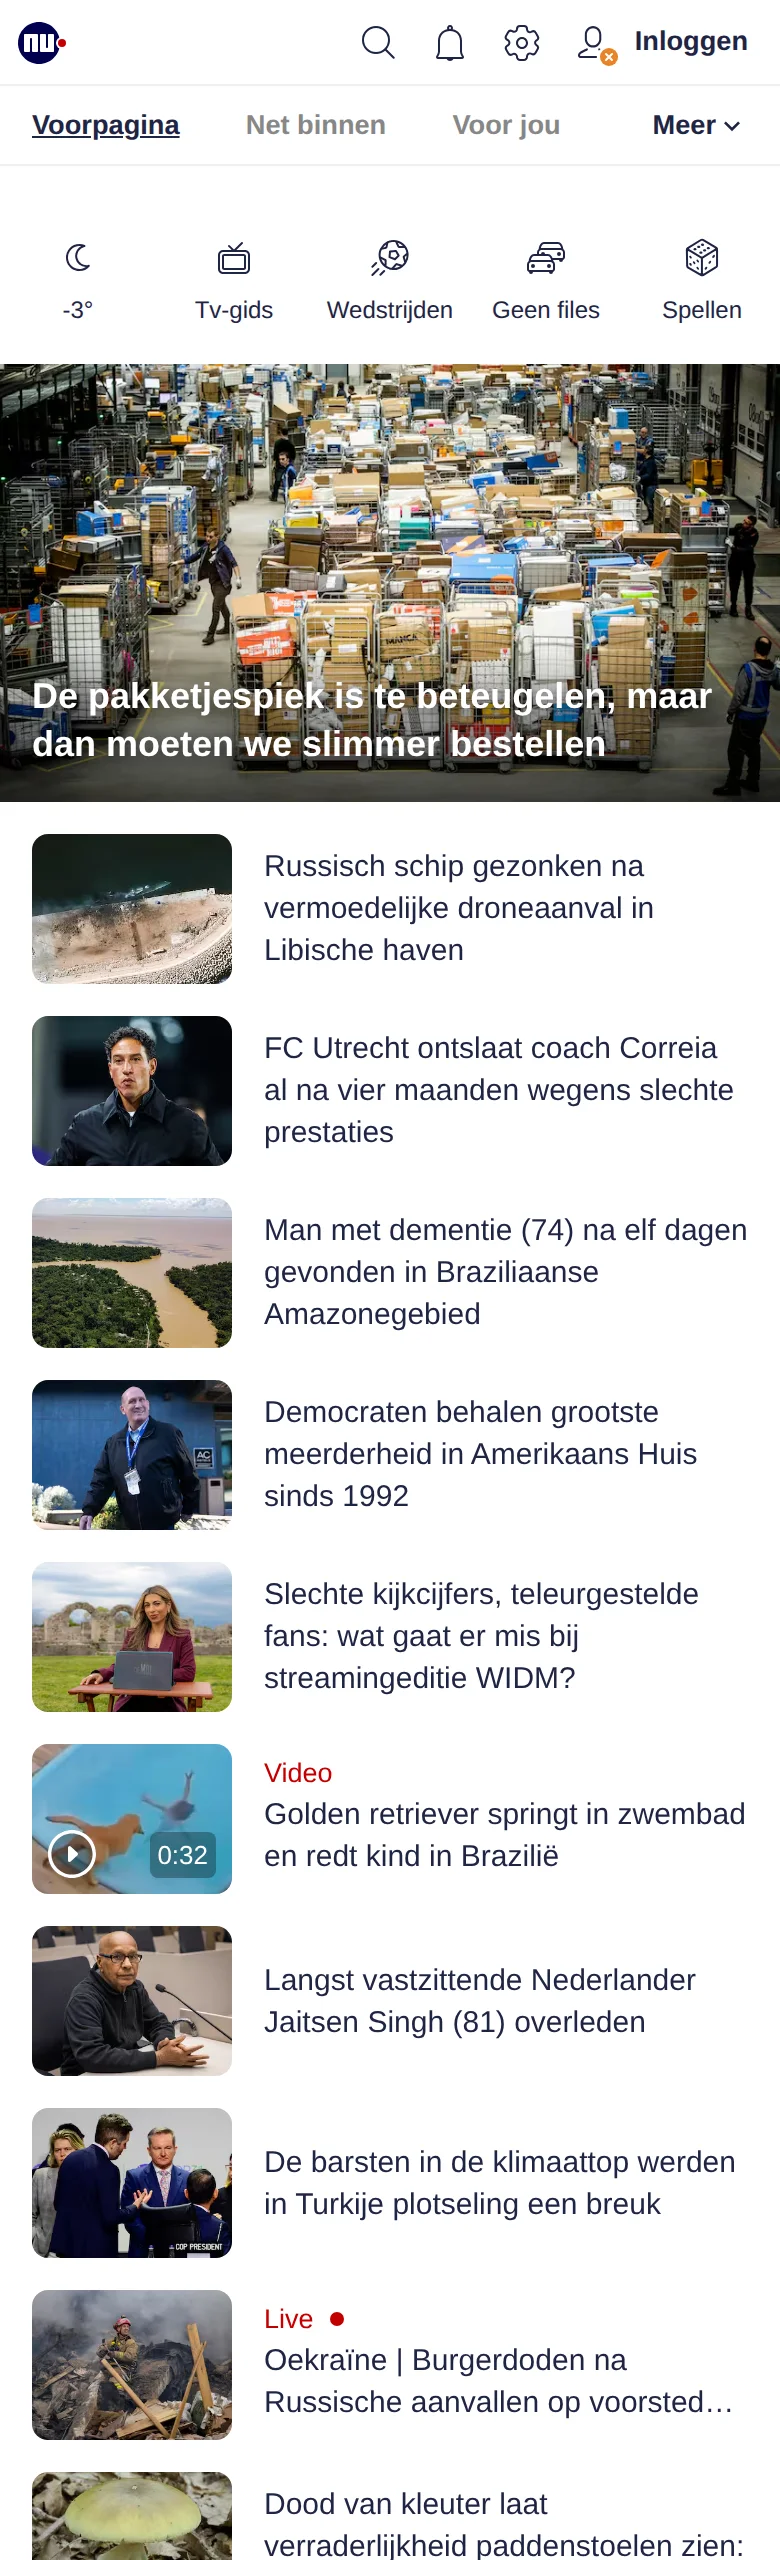 nu
Inloggen
Voorpagina
Net binnen
Voor jou
Meer
-3°
Tv-gids
Wedstrijden
Geen files
Spellen
De pakketjespiek is te beteugelen, maar
dan moeten we slimmer bestellen
Russisch schip gezonken na
vermoedelijke droneaanval in
Libische haven
FC Utrecht ontslaat coach Correia
al na vier maanden wegens slechte
prestaties
Man met dementie (74) na elf dagen
gevonden in Braziliaanse
Amazonegebied
AC
Democraten behalen grootste
meerderheid in Amerikaans Huis
sinds 1992
Slechte kijkcijfers, teleurgestelde
fans: wat gaat er mis bij
streamingeditie WIDM?
0:32
Video
Golden retriever springt in zwembad
en redt kind in Brazilië
Langst vastzittende Nederlander
Jaitsen Singh (81) overleden
COP PRESIDENT
De barsten in de klimaattop werden
in Turkije plotseling een breuk
Live
Oekraïne | Burgerdoden na
Russische aanvallen op voorsted…
Dood van kleuter laat
verraderlijkheid paddenstoelen zien: